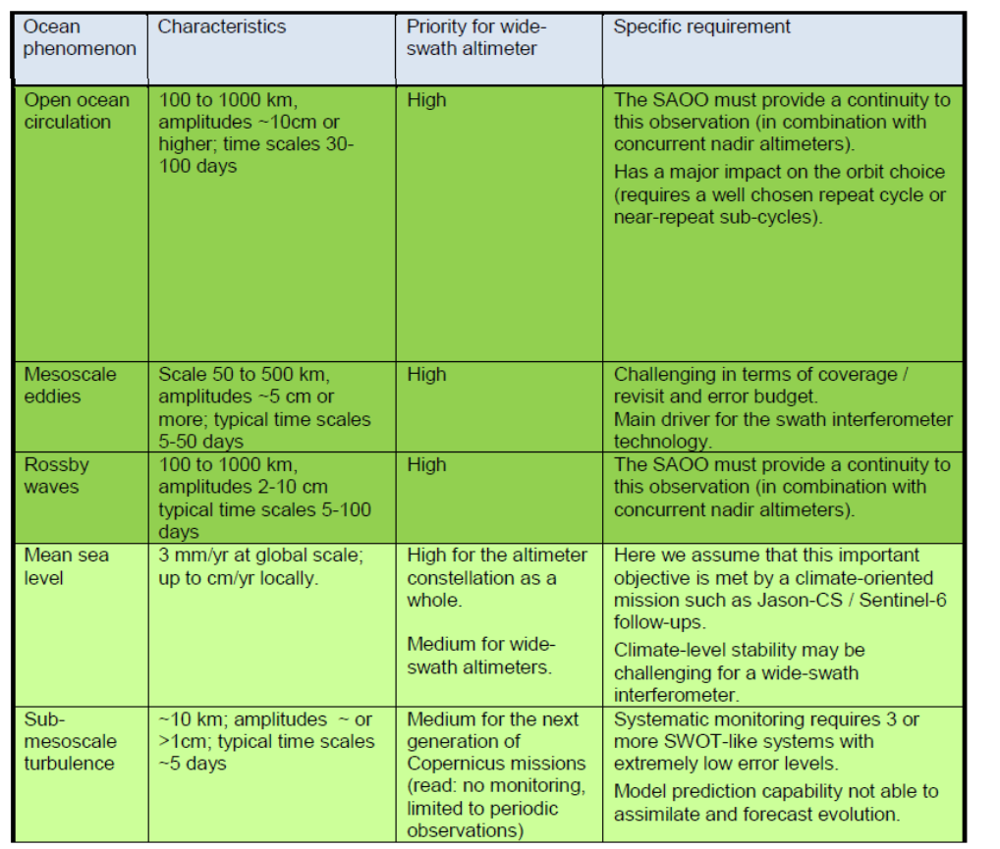 Ocean
phenomenon
Characteristics
Priority for wide-
swath altimeter
Specific requirement
Open ocean
circulation
100 to 1000 km,
amplitudes ~10cm or
higher; time scales 30-
100 days
High
The SAOO must provide a continuity to
this observation (in combination with
concurrent nadir altimeters).
Has a major impact on the orbit choice
(requires a well chosen repeat cycle or
near-repeat sub-cycles).
Mesoscale
eddies
Scale 50 to 500 km,
amplitudes ~5 cm or
more; typical time scales
5-50 days
High
Challenging in terms of coverage /
revisit and error budget.
Main driver for the swath interferometer
technology.
Rossby
waves
100 to 1000 km,
amplitudes 2-10 cm
typical time scales 5-100
days
High
The SAOO must provide a continuity to
this observation (in combination with
concurrent nadir altimeters).
Mean sea
level
3 mm/yr at global scale;
up to cm/yr locally.
High for the altimeter
constellation as a
whole.
Medium for wide-
swath altimeters.
Here we assume that this important
objective is met by a climate-oriented
mission such as Jason-CS / Sentinel-6
follow-ups.
Climate-level stability may be
challenging for a wide-swath
interferometer.
Sub-
mesoscale
turbulence
~10 km; amplitudes ~ or
>1cm; typical time scales
~5 days
Medium for the next
generation of
Copernicus missions
(read: no monitoring,
limited to periodic
observations)
Systematic monitoring requires 3 or
more SWOT-like systems with
extremely low error levels.
Model prediction capability not able to
assimilate and forecast evolution.